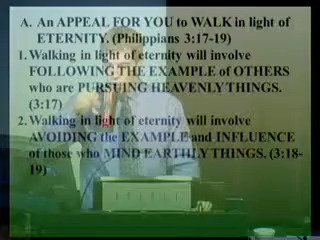 A. An APPEAL FOR YOU to WALK in light of
ETERNITY. (Philippians 3:17-19)
1. Walking in light of eternity will involve
FOLLOWING THE EXAMPLE of OTHERS
who are PURSUING HEAVENLY THINGS.
(3:17)
2. Walking in light of eternity will involve
AVOIDING the EXAMPLE and INFLUENCE
of those who MIND EARTHLY THINGS. (3:18-
19)